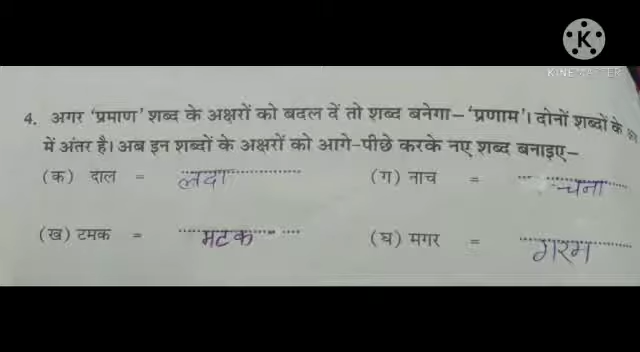 K
KINEMASTER
4. अगर 'प्रमाण' शब्द के अक्षरों को बदल दें तो शब्द बनेगा–'प्रणाम'। दोनों शब्दों के
में अंतर है। अब इन शब्दों के अक्षरों को आगे-पीछे करके नए शब्द बनाइए–
(क) दाल = लदा (ग) नाच = चना
(ख) टमक = मटक (घ) मगर = गरम